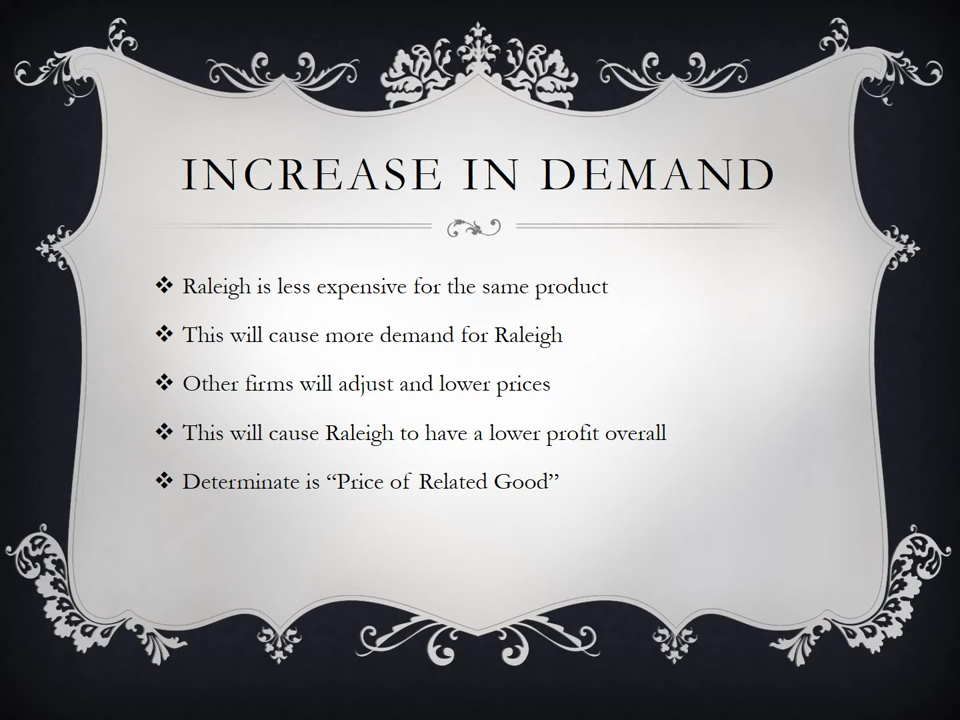 INCREASE IN DEMAND
Raleigh is less expensive for the same product
This will cause more demand for Raleigh
Other firms will adjust and lower prices
This will cause Raleigh to have a lower profit overall
Determinate is “Price of Related Good”